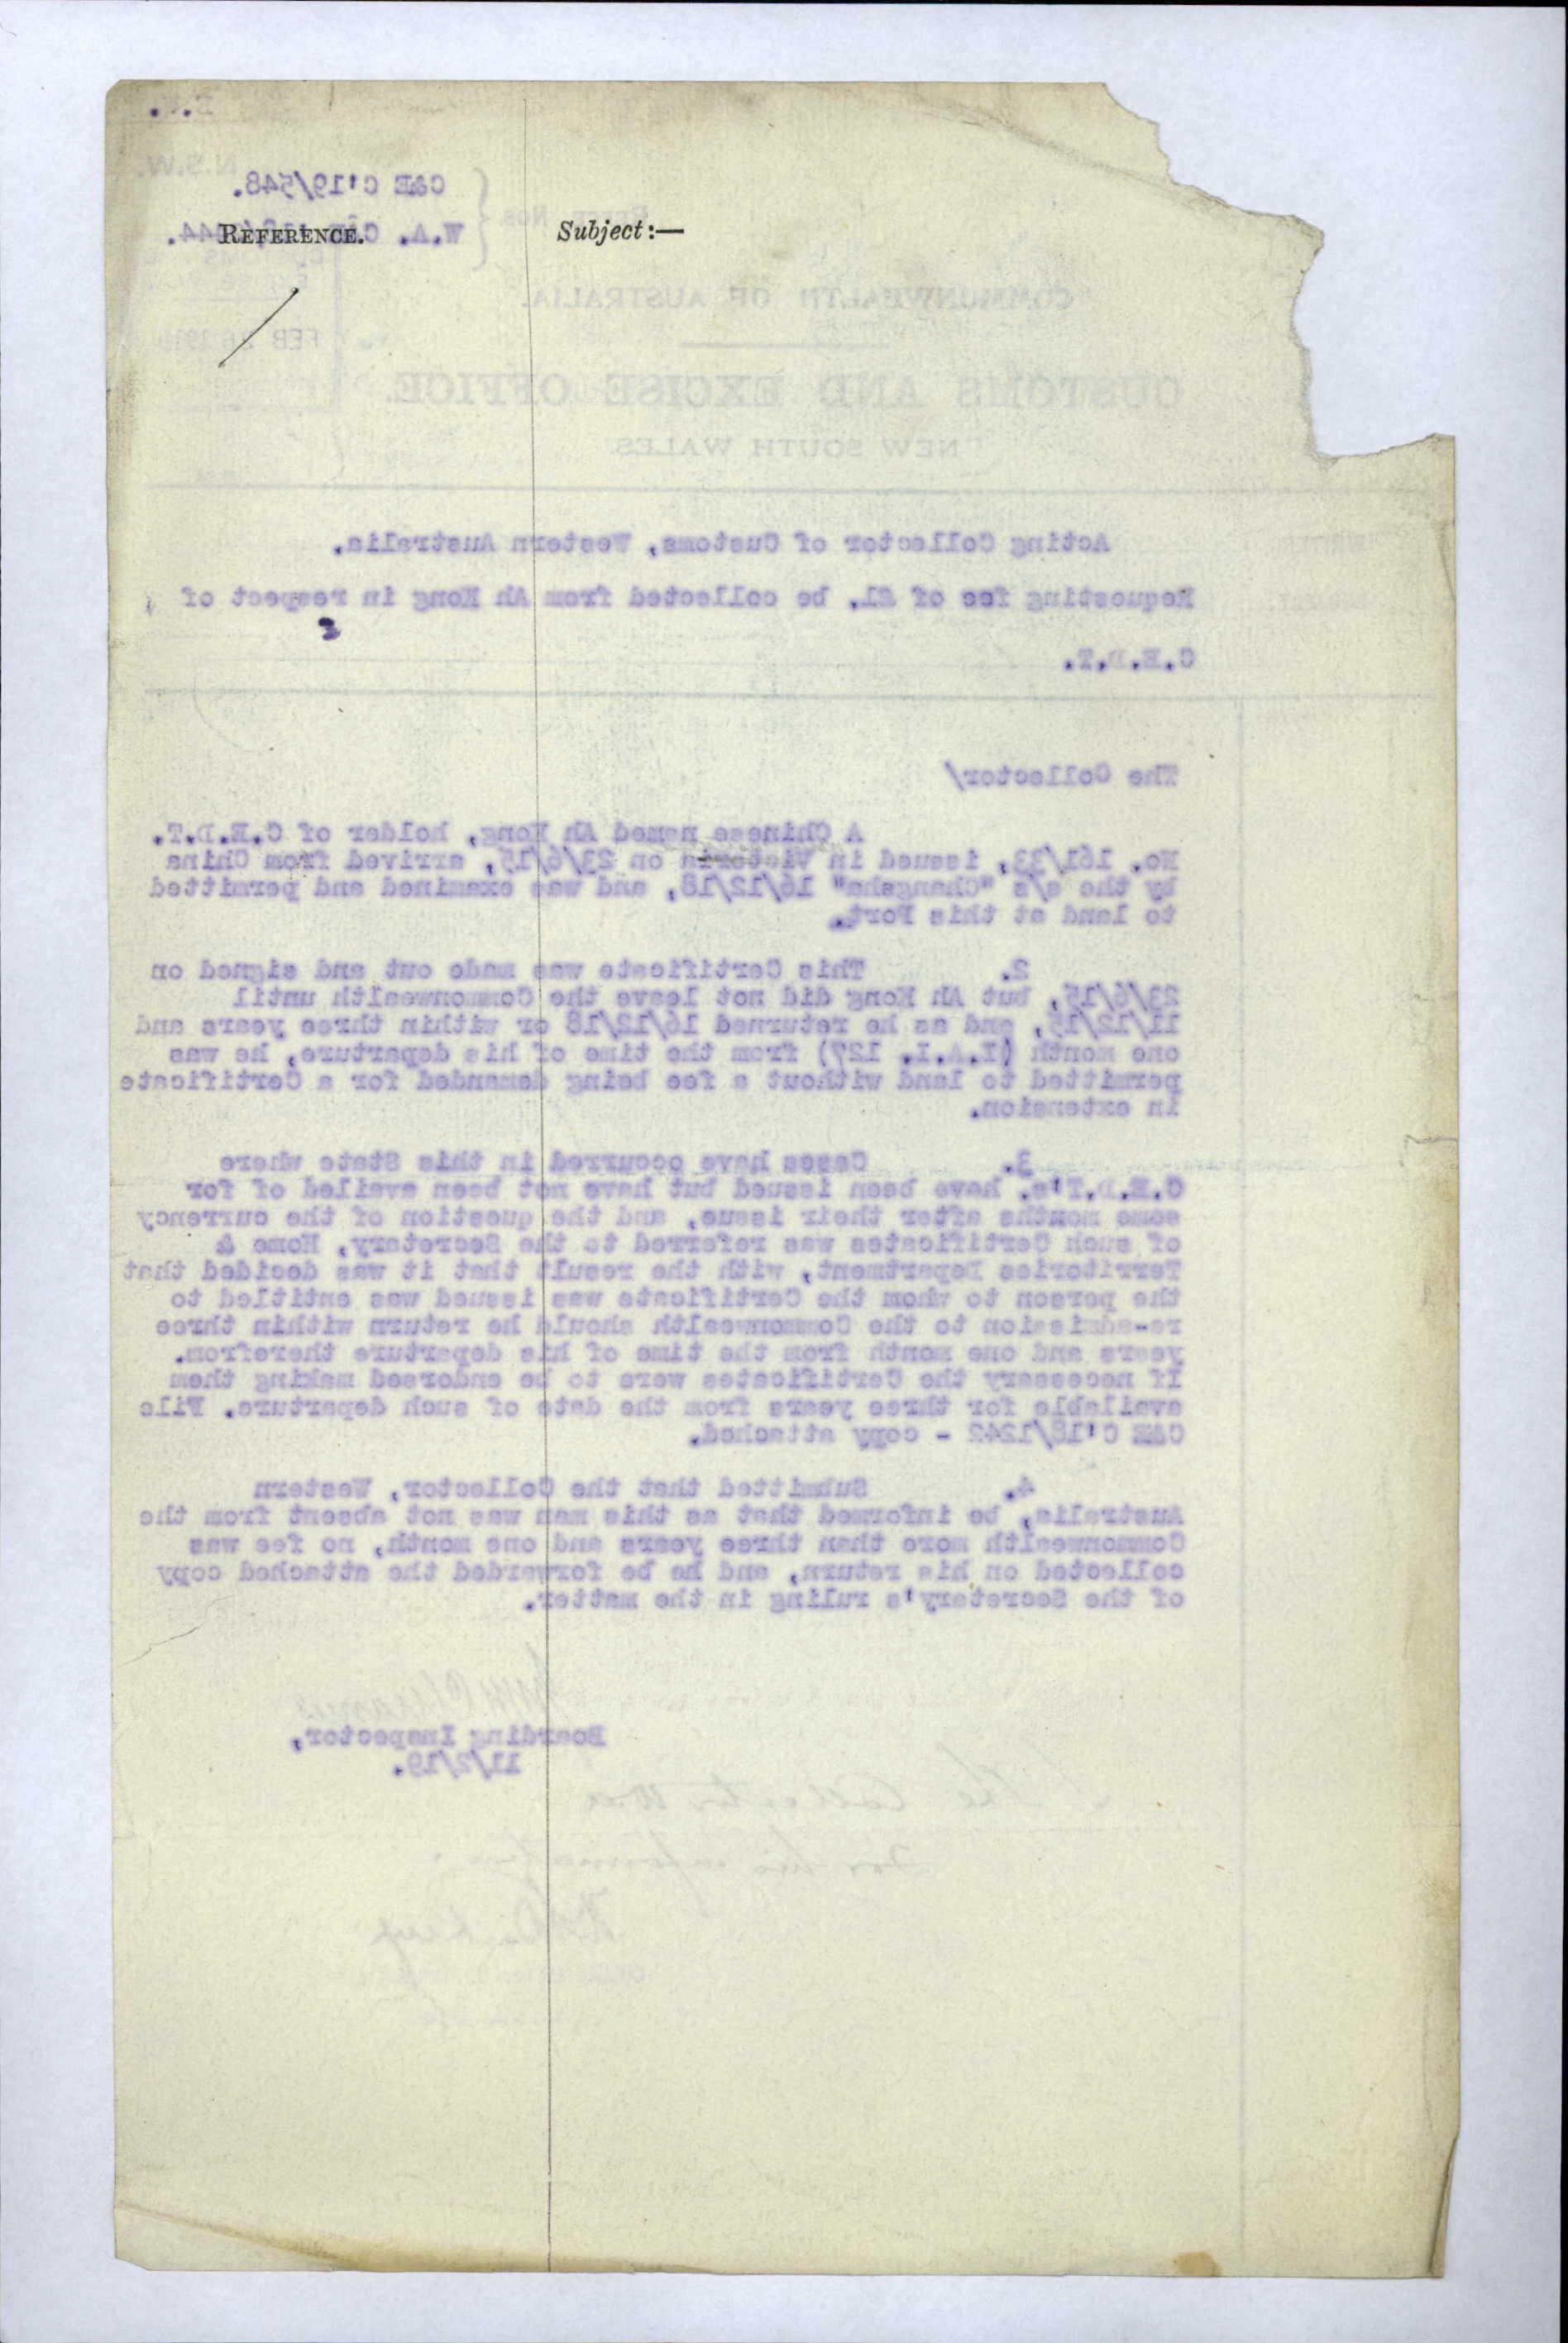 N.S.W.
C&E C'19/548.
W.A. C
REFERENCE.
Subject:—
CUSTOMS
COMMONWEALTH OF AUSTRALIA.
FEB
CUSTOMS AND EXCISE OFFICE.
NEW SOUTH WALES
Acting Collector of Customs, Western Australia.
Requesting fee of £1. be collected from Ah Kong in respect of
C.E.D.T.
The Collector/
A Chinese named Ah Kong, holder of C.E.D.T.
No. 161/33, issued in Victoria on 23/6/15, arrived from China
by the s/s "Changsha" 16/12/18, and was examined and permitted
to land at this Port.
2. This Certificate was made out and signed on
23/6/15, but Ah Kong did not leave the Commonwealth until
11/12/15, and as he returned 16/12/18 or within three years and
one month (I.A.I. 127) from the time of his departure, he was
permitted to land without a fee being demanded for a Certificate
in extension.
3. Cases have occurred in this State where
C.E.D.T's. have been issued but have not been availed of for
some months after their issue, and the question of the currency
of such Certificates was referred to the Secretary, Home &
Territories Department, with the result that it was decided that
the person to whom the Certificate was issued was entitled to
re-admission to the Commonwealth should he return within three
years and one month from the time of his departure therefrom.
If necessary the Certificates were to be endorsed making them
available for three years from the date of such departure. File
C&E C'18/1242 - copy attached.
4. Submitted that the Collector, Western
Australia, be informed that as this man was not absent from the
Commonwealth more than three years and one month, no fee was
collected on his return, and he be forwarded the attached copy
of the Secretary's ruling in the matter.
Boarding Inspector,
11/2/19.
The Collector WA
For his information